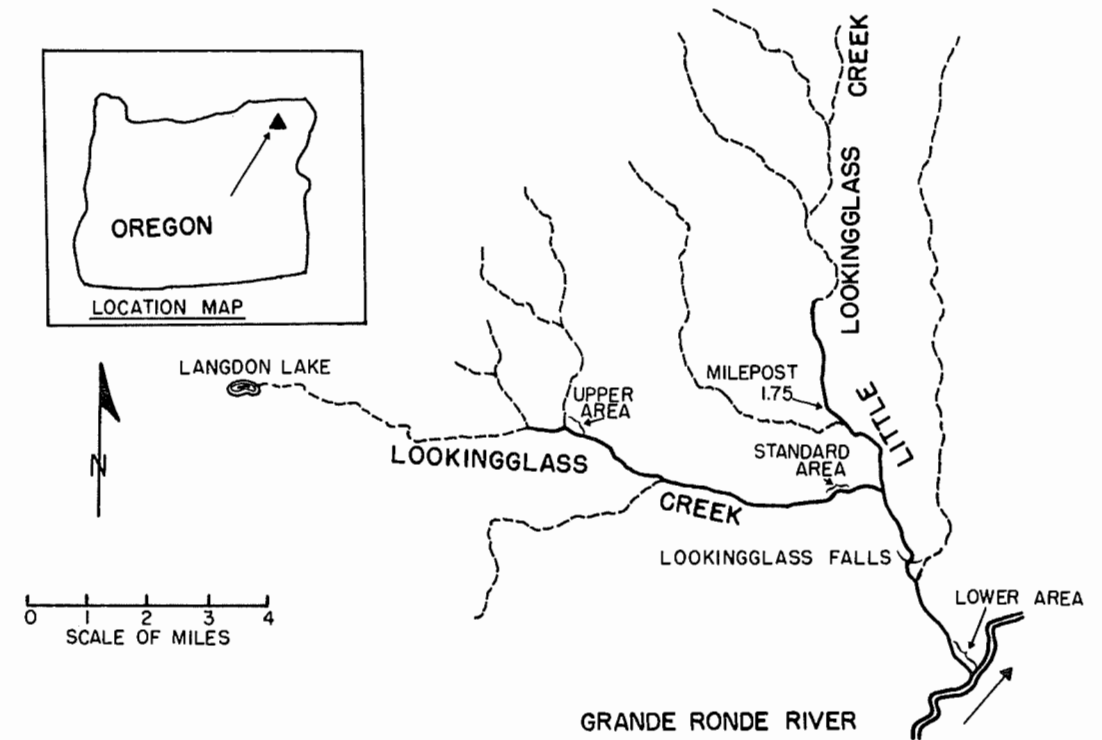 OREGON
LOCATION MAP
LANGDON LAKE
N
0 1 2 3 4
SCALE OF MILES
UPPER
AREA
LOOKINGGLASS
CREEK
LITTLE
LOOKINGGLASS
CREEK
MILEPOST
1.75
STANDARD
AREA
LOOKINGGLASS FALLS
LOWER AREA
GRANDE RONDE RIVER